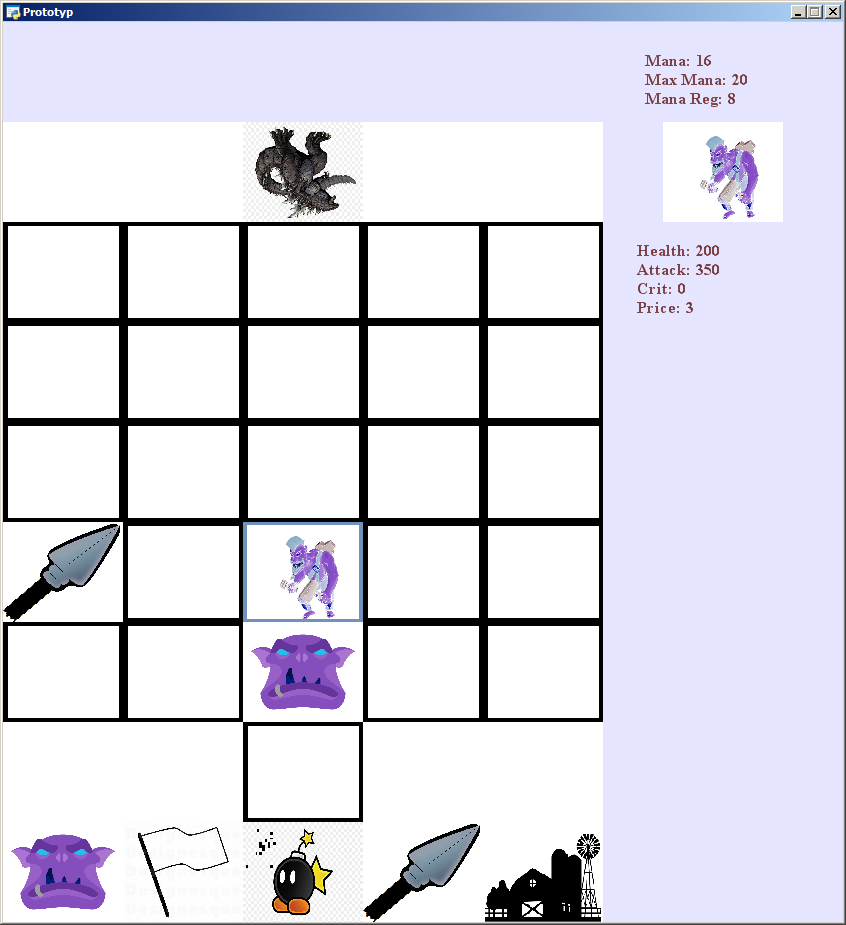 Prototyp
Mana: 16
Max Mana: 20
Mana Reg: 8
Health: 200
Attack: 350
Crit: 0
Price: 3